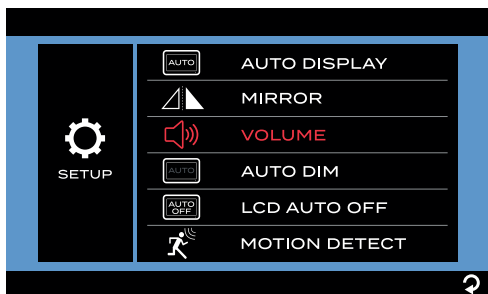 AUTO AUTO DISPLAY
MIRROR
VOLUME
SETUP
AUTO AUTO DIM
AUTO OFF LCD AUTO OFF
MOTION DETECT